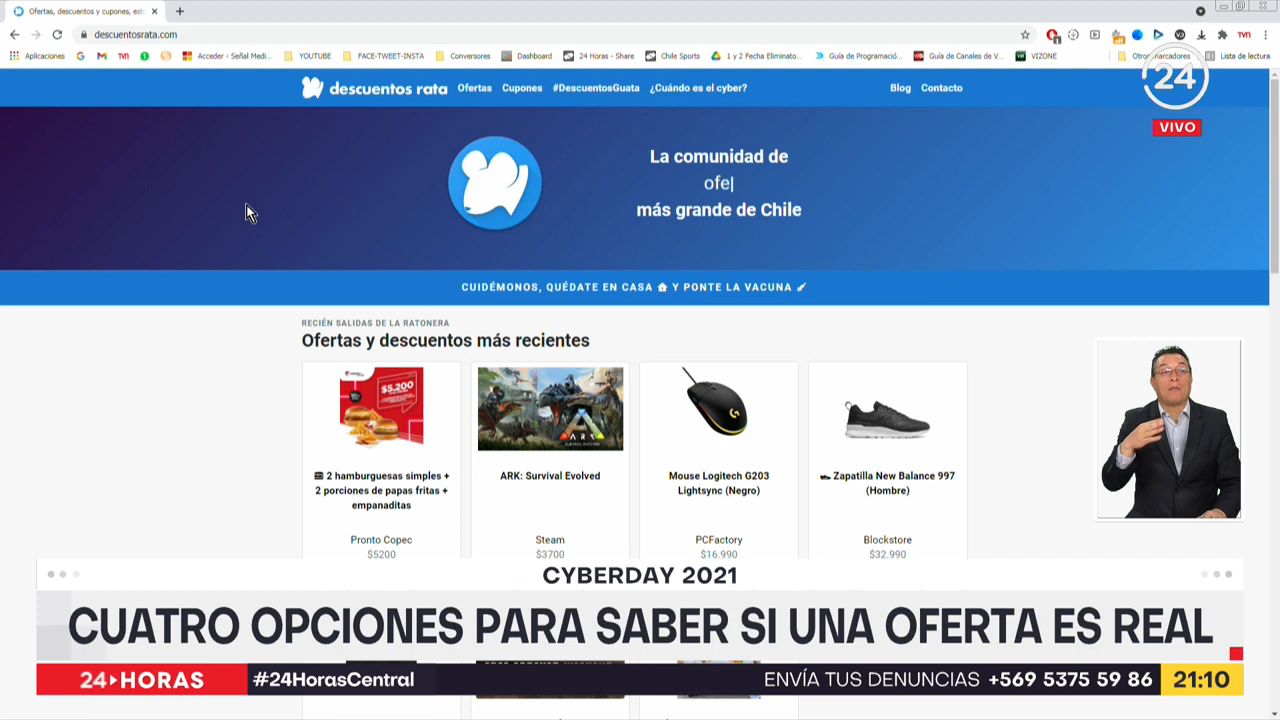 Ofertas, descuentos y cupones, est
descuentosrata.com
Aplicaciones
Acceder - Señal Medi...
YOUTUBE
FACE-TWEET-INSTA
Conversores
Dashboard
24 Horas - Share
Chile Sports
1 y 2 Fecha Eliminato...
Guía de Programació...
Guía de Canales de V...
VIZONE
Otros marcadores
Lista de lectura
24
VIVO
descuentos rata
Ofertas
Cupones
#DescuentosGuata
¿Cuándo es el cyber?
Blog
Contacto
La comunidad de
ofe|
más grande de Chile
CUIDÉMONOS, QUÉDATE EN CASA Y PONTE LA VACUNA
RECIÉN SALIDAS DE LA RATONERA
Ofertas y descuentos más recientes
$5.200
2 hamburguesas simples +
2 porciones de papas fritas +
empanaditas
Pronto Copec
$5200
ARK
ARK: Survival Evolved
Steam
$3700
Mouse Logitech G203
Lightsync (Negro)
PCFactory
$16.990
Zapatilla New Balance 997
(Hombre)
Blockstore
$32.990
CYBERDAY 2021
CUATRO OPCIONES PARA SABER SI UNA OFERTA ES REAL
24 HORAS
#24HorasCentral
ENVÍA TUS DENUNCIAS +569 5375 59 86
21:10